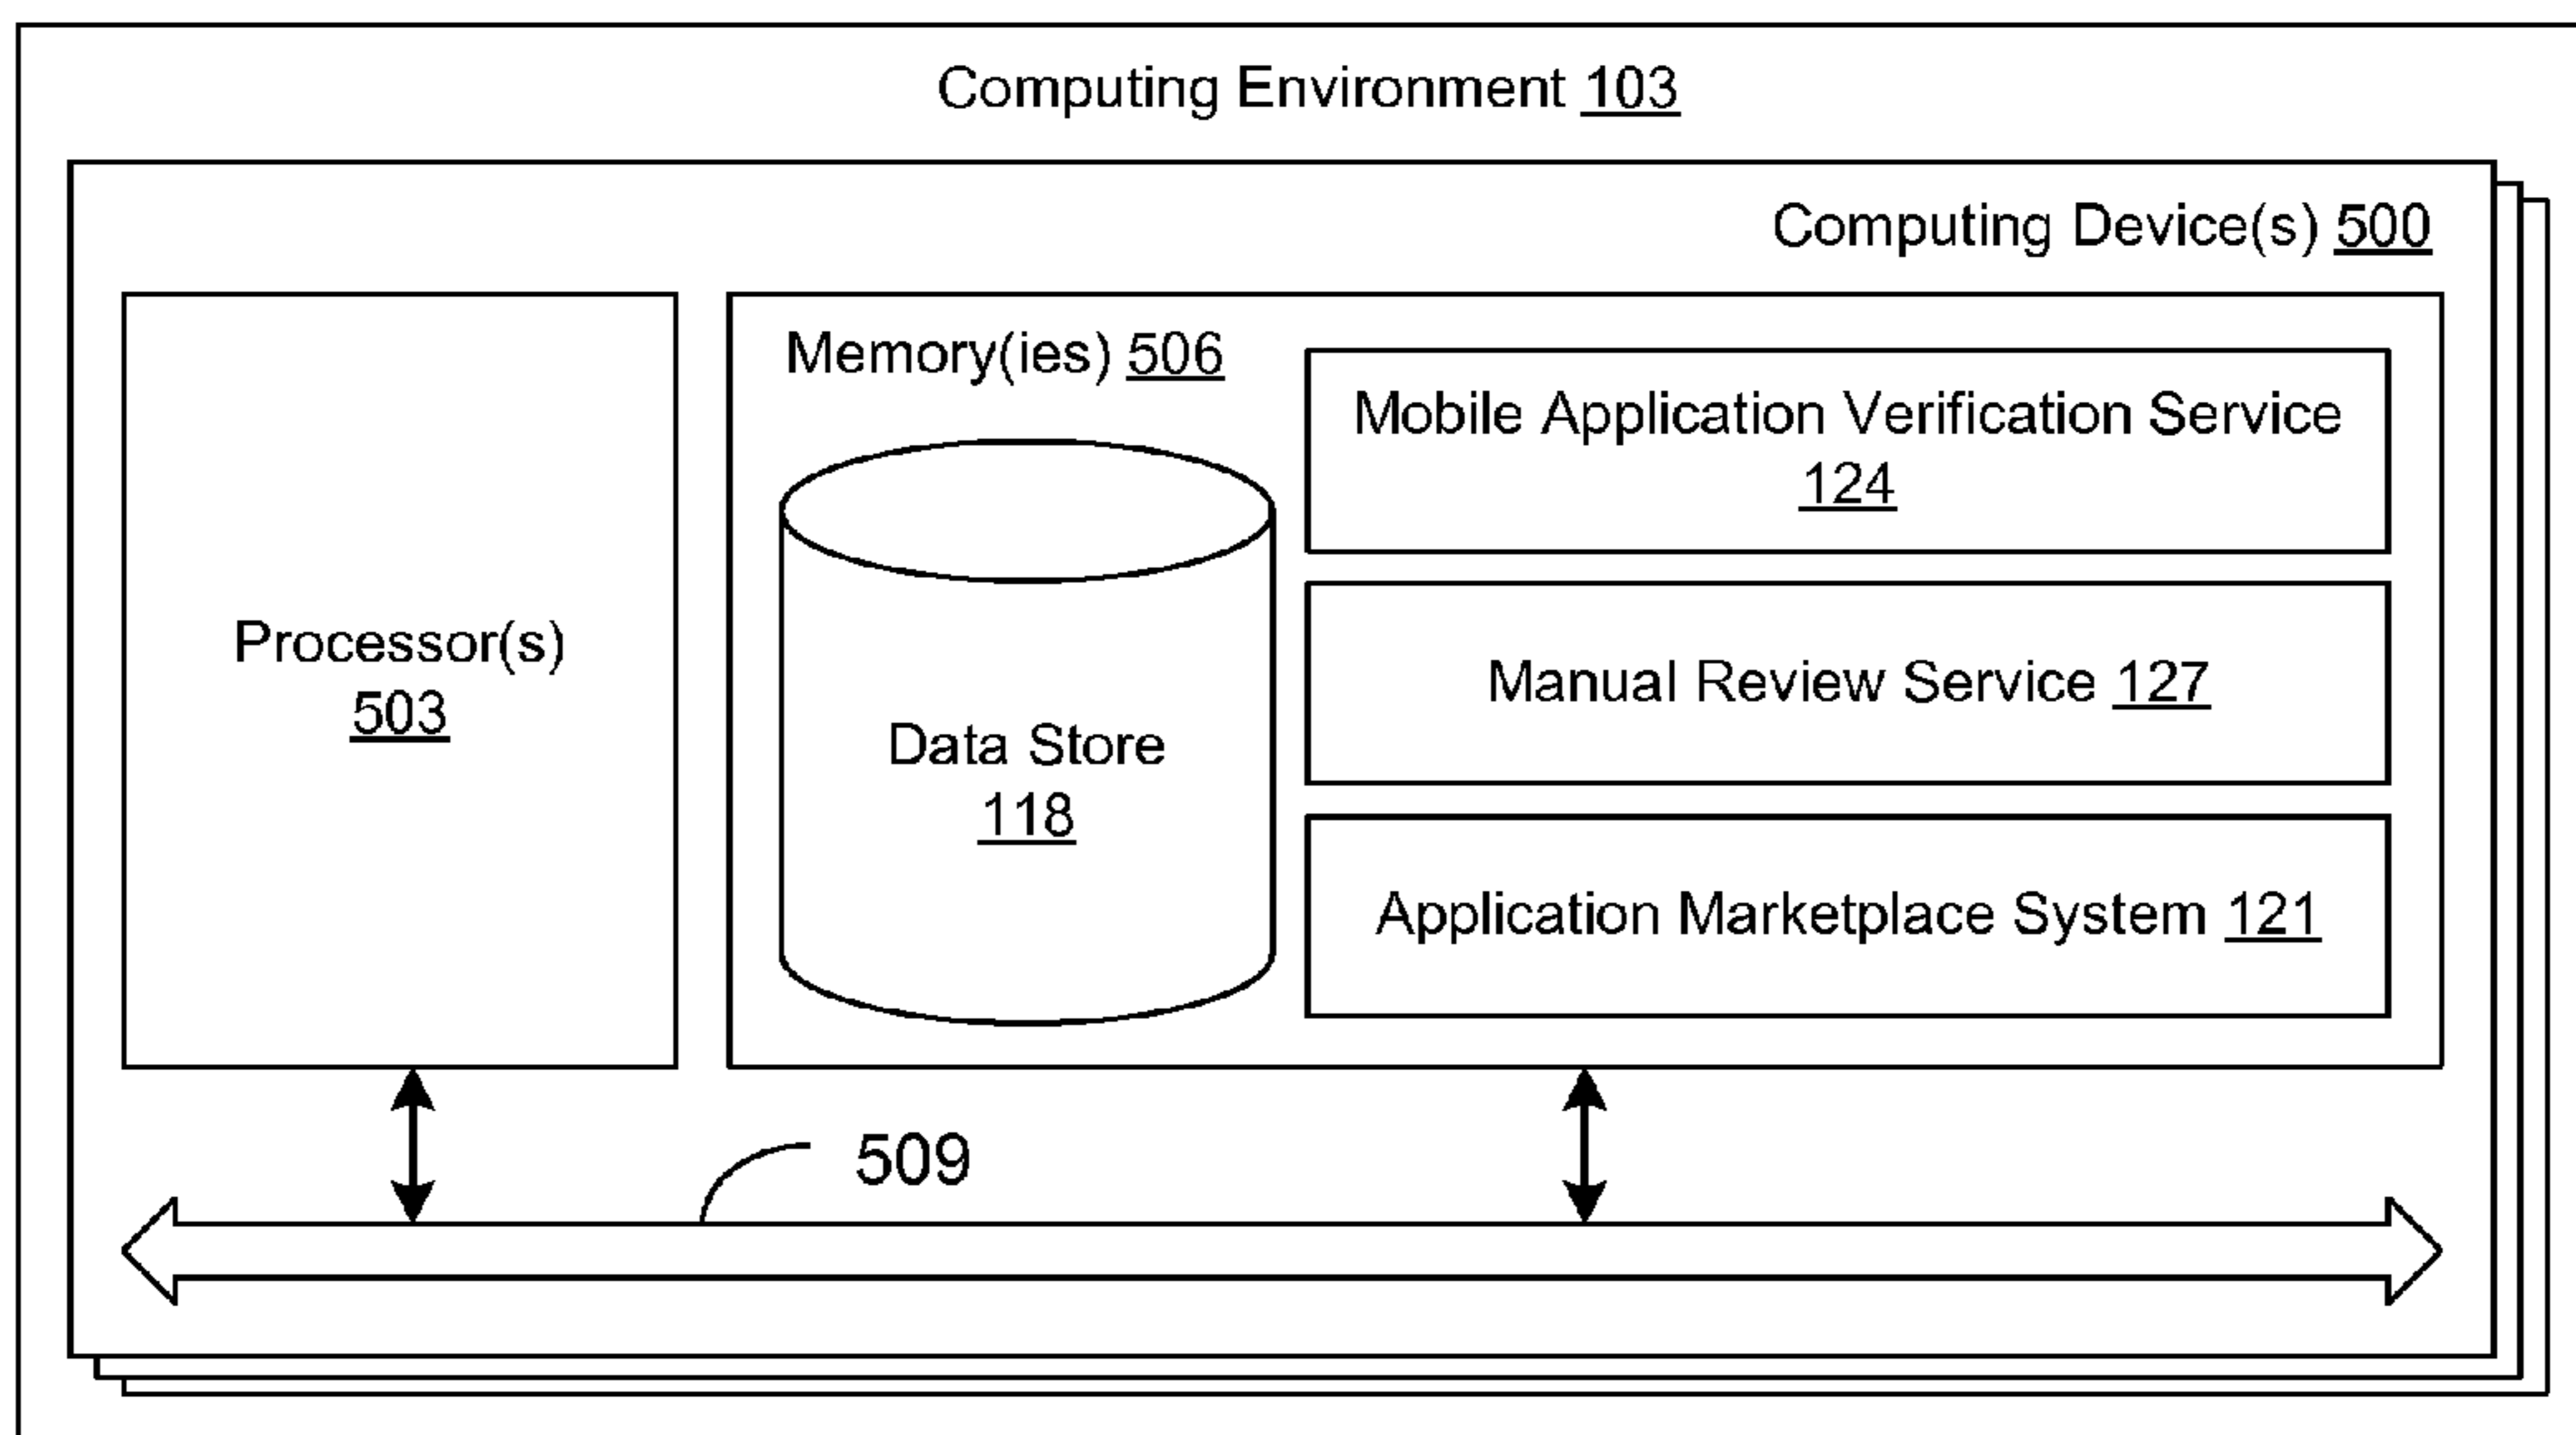 Computing Environment 103
Computing Device(s) 500
Processor(s)
503
Memory(ies) 506
Data Store
118
Mobile Application Verification Service
124
Manual Review Service 127
Application Marketplace System 121
509